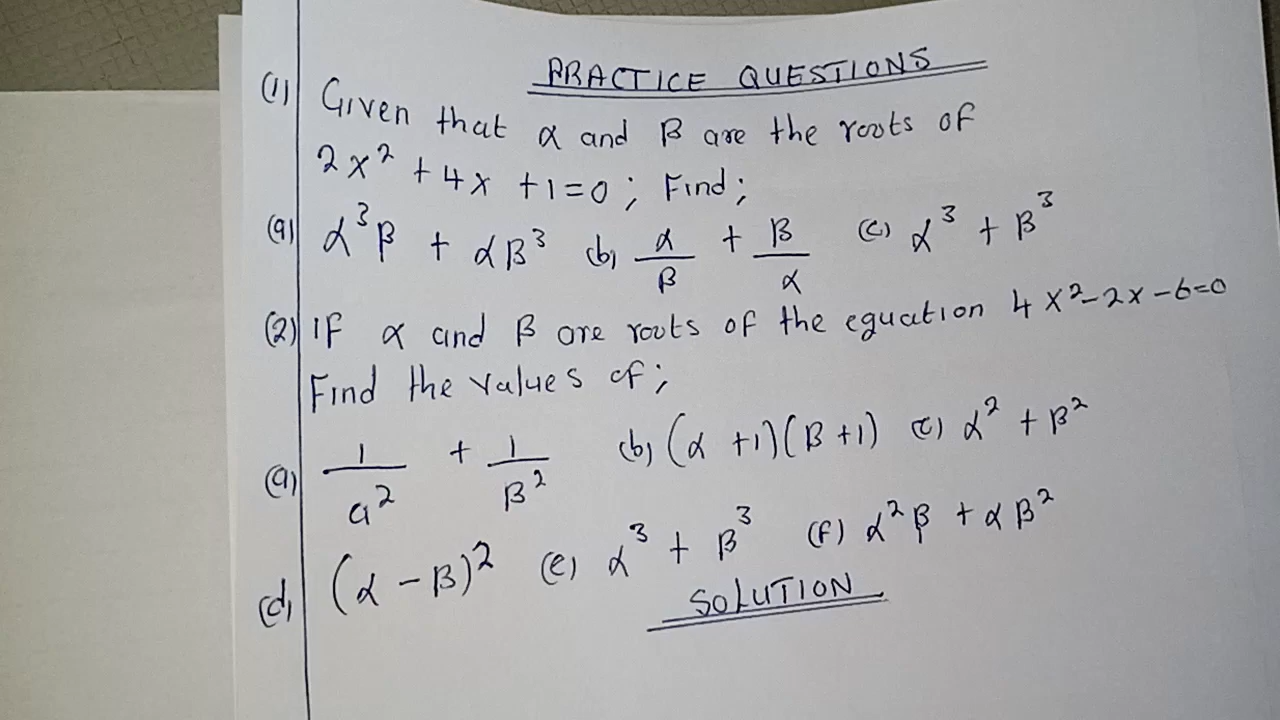 PRACTICE QUESTIONS
(1) Given that α and β are the roots of
2x² + 4x + 1 = 0; Find;
(a) α³β + αβ³ (b) α/β + β/α (c) α³ + β³
(2) IF α and β are roots of the equation 4x² - 2x - 6 = 0
Find the values of;
(a) 1/a² + 1/β² (b) (α + 1)(β + 1) (c) α² + β²
(d) (α - β)² (e) α³ + β³ (f) α²β + αβ²
SOLUTION